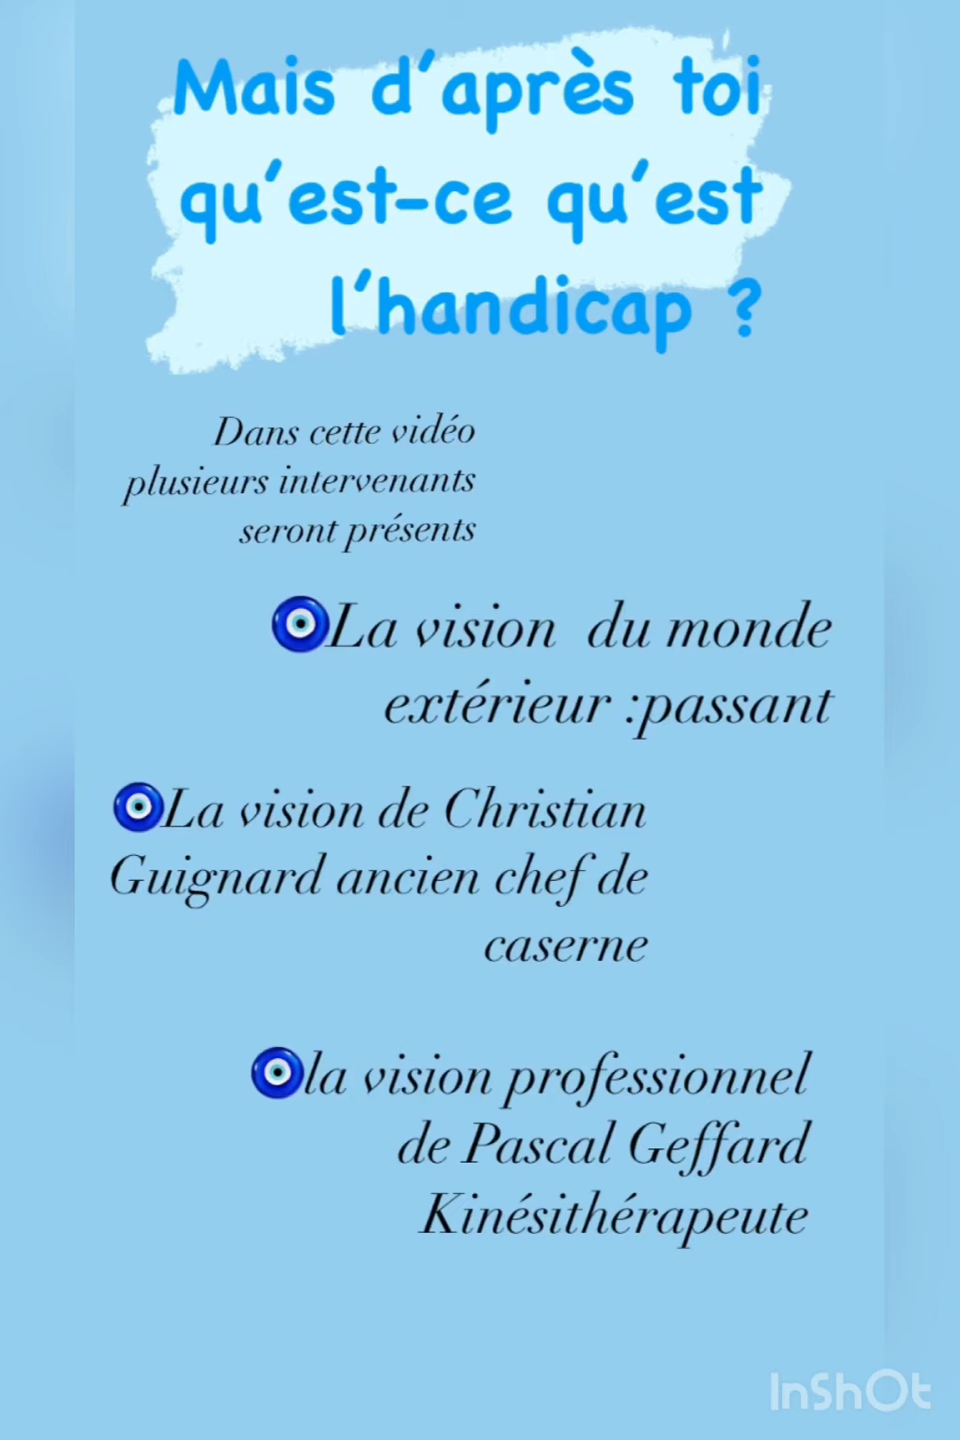 Mais d'après toi
qu'est-ce qu'est
l'handicap ?
Dans cette vidéo
plusieurs intervenants
seront présents
La vision du monde
extérieur :passant
La vision de Christian
Guignard ancien chef de
caserne
la vision professionnel
de Pascal Geffard
Kinésithérapeute
InShOt